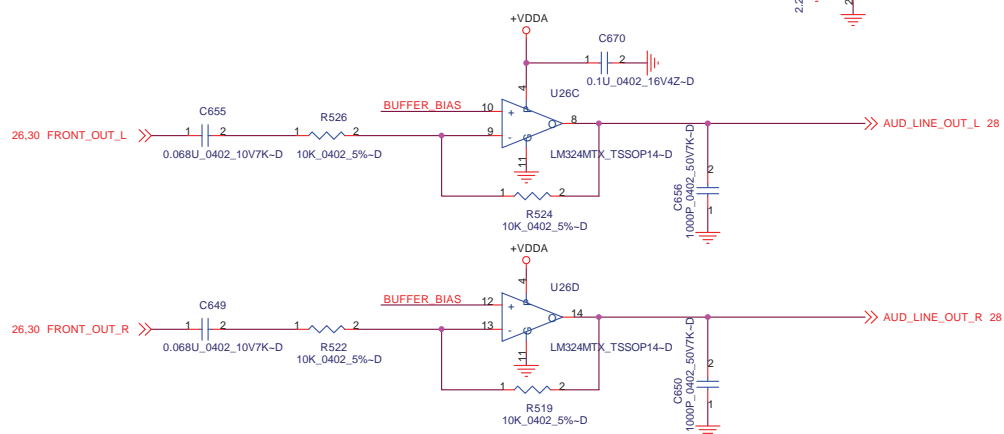 2.2
2
+VDDA
C670
1
2
0.1U_0402_16V4Z~D
4
U26C
BUFFER_BIAS
10
+
P
O
8
9
-
G
11
LM324MTX_TSSOP14~D
C655
1
2
0.068U_0402_10V7K~D
R526
1
2
10K_0402_5%~D
26,30 FRONT_OUT_L
AUD_LINE_OUT_L 28
1
2
R524
10K_0402_5%~D
2
C656
1000P_0402_50V7K~D
1
+VDDA
4
U26D
BUFFER_BIAS
12
+
P
O
14
13
-
G
11
LM324MTX_TSSOP14~D
C649
1
2
0.068U_0402_10V7K~D
R522
1
2
10K_0402_5%~D
26,30 FRONT_OUT_R
AUD_LINE_OUT_R 28
1
2
R519
10K_0402_5%~D
2
C650
1000P_0402_50V7K~D
1